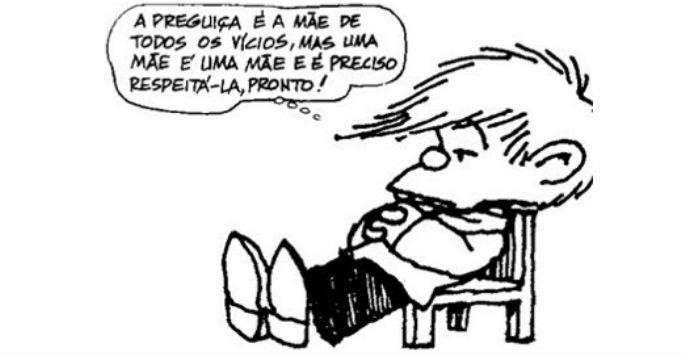 A PREGUIÇA É A MÃE DE
TODOS OS VÍCIOS, MAS UMA
MÃE É UMA MÃE E É PRECISO
RESPEITÁ-LA, PRONTO!